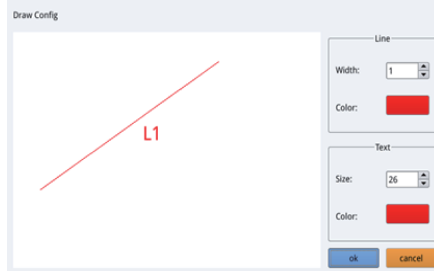 Draw Config
Line
Width: 1
Color:
L1
Text
Size: 26
Color:
ok cancel